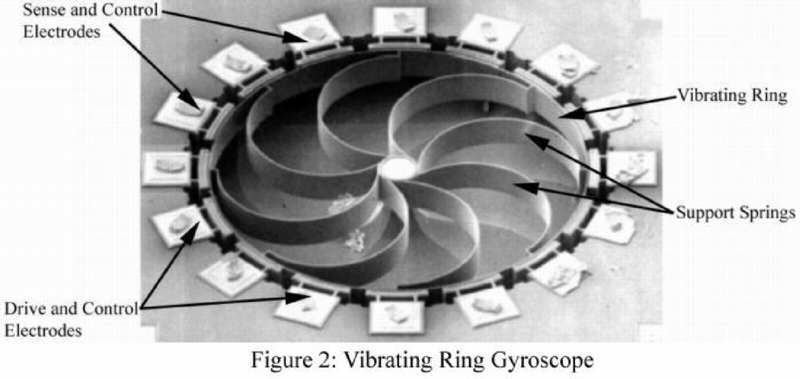 Sense and Control
Electrodes
Vibrating Ring
Support Springs
Drive and Control
Electrodes
Figure 2: Vibrating Ring Gyroscope